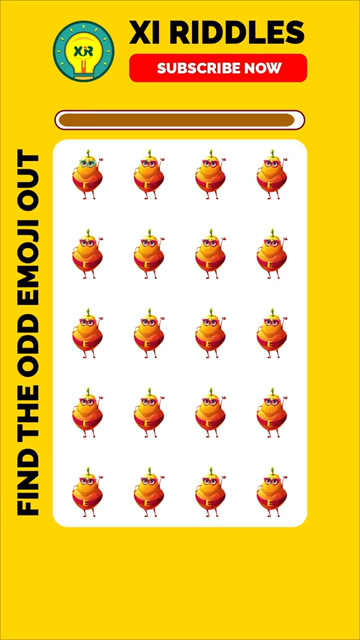 XR
XI RIDDLES
SUBSCRIBE NOW
FIND THE ODD EMOJI OUT